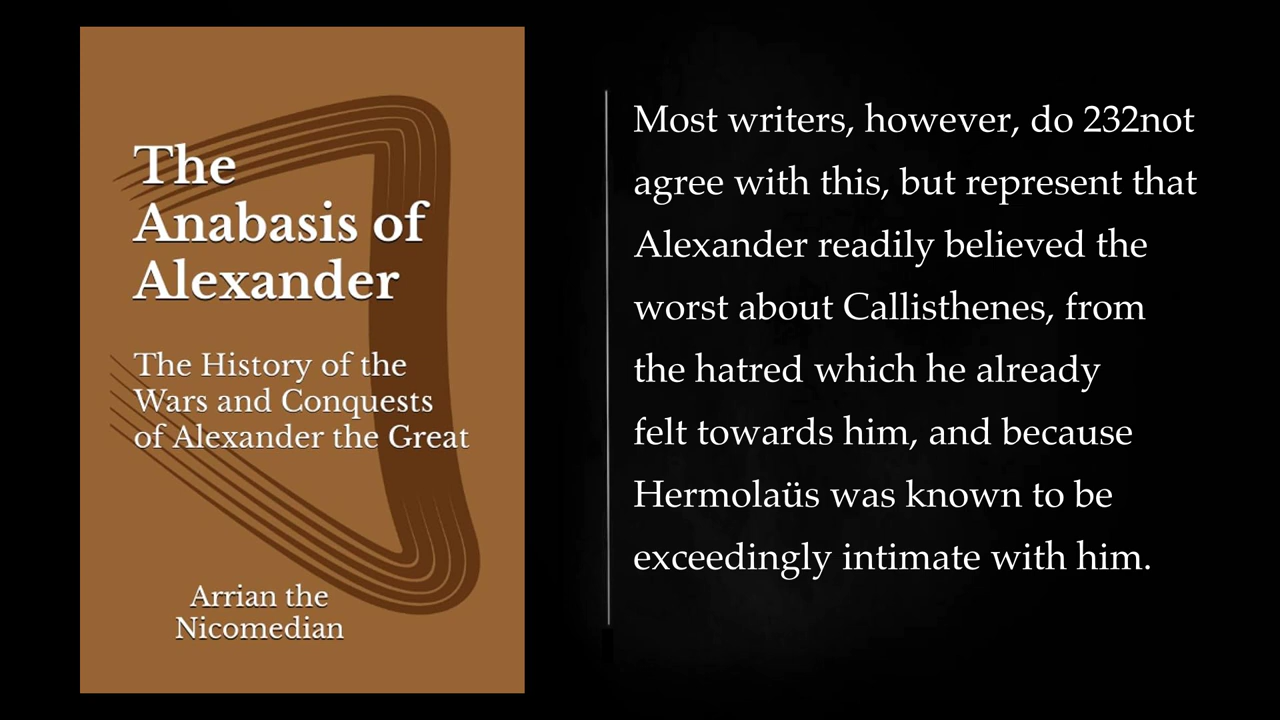 The
Anabasis of
Alexander
The History of the
Wars and Conquests
of Alexander the Great
Arrian the
Nicomedian
Most writers, however, do 232not
agree with this, but represent that
Alexander readily believed the
worst about Callisthenes, from
the hatred which he already
felt towards him, and because
Hermolaüs was known to be
exceedingly intimate with him.